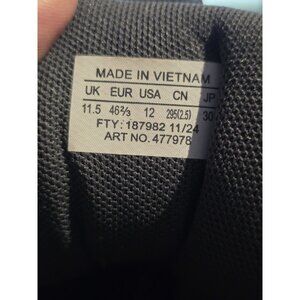 MADE IN VIETNAM
UK EUR USA CN JP
11.5 46⅔ 12 295(2.5) 30
FTY: 187982 11/24
ART NO. 477978